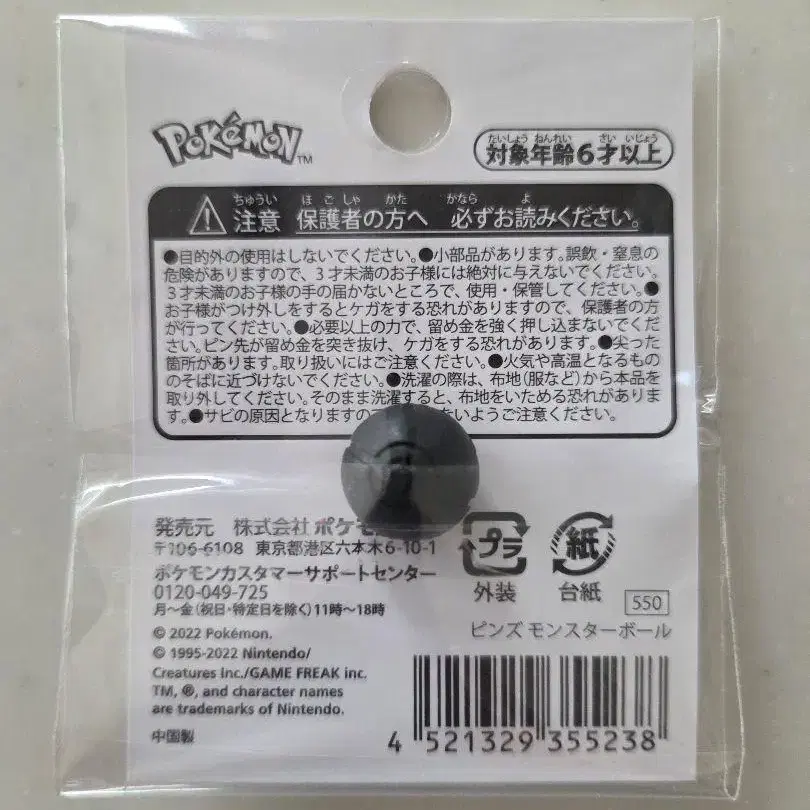 POKÉMON™
たいしょう ねんれい さい いじょう
対象年齢6才以上
ちゅうい ほごしゃ かた かなら よ
注意 保護者の方へ 必ずお読みください。
●目的外の使用はしないでください。●小部品があります。誤飲・窒息の
危険がありますので、3才未満のお子様には絶対に与えないでください。
3才未満のお子様の手の届かないところで、使用・保管してください。●
お子様がつけ外しをするとケガをする恐れがありますので、保護者の方
が行ってください。●必要以上の力で、留め金を強く押し込まないでくだ
さい。ピン先が留め金を突き抜け、ケガをする恐れがあります。●尖った
箇所があります。取り扱いにはご注意ください。●火気や高温となるもの
のそばに近づけないでください。●洗濯の際は、布地(服など)から本品を
取り外してください。そのまま洗濯すると、布地をいためる恐れがありま
す。●サビの原因となりますので ないようご注意ください。
発売元 株式会社 ポケモン
〒106-6108 東京都港区六本木6-10-1
ポケモンカスタマーサポートセンター
0120-049-725
月～金(祝日・特定日を除く)11時～18時
プラ 紙
外装 台紙
550
ピンズ モンスターボール
© 2022 Pokémon.
© 1995-2022 Nintendo/
Creatures Inc./GAME FREAK inc.
TM, ®, and character names
are trademarks of Nintendo.
中国製
4 521329 355238